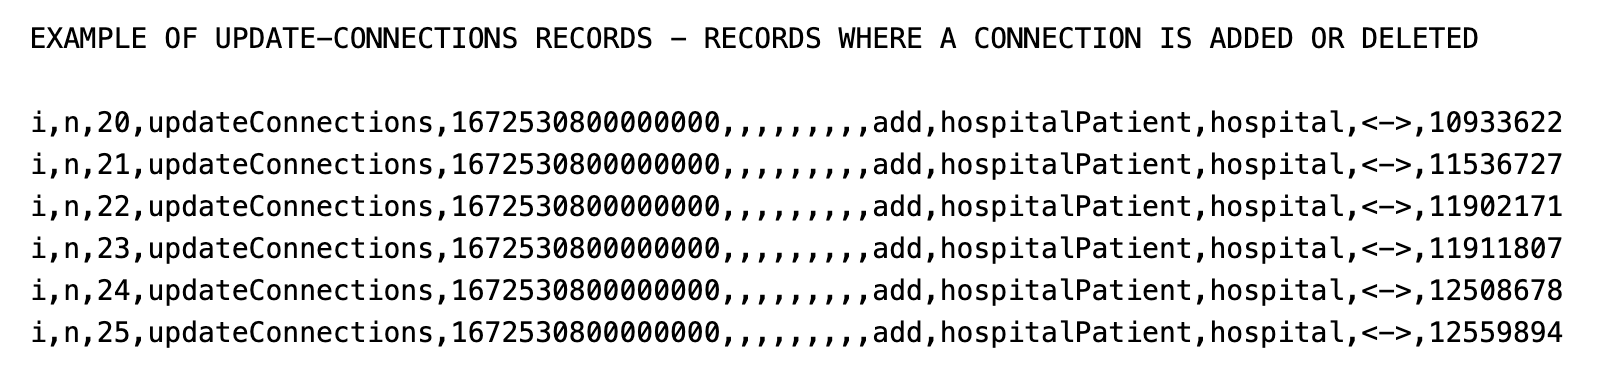 EXAMPLE OF UPDATE-CONNECTIONS RECORDS - RECORDS WHERE A CONNECTION IS ADDED OR DELETED
i,n,20,updateConnections,1672530800000000,,,,,,,,,add,hospitalPatient,hospital,<->,10933622
i,n,21,updateConnections,1672530800000000,,,,,,,,,add,hospitalPatient,hospital,<->,11536727
i,n,22,updateConnections,1672530800000000,,,,,,,,,add,hospitalPatient,hospital,<->,11902171
i,n,23,updateConnections,1672530800000000,,,,,,,,,add,hospitalPatient,hospital,<->,11911807
i,n,24,updateConnections,1672530800000000,,,,,,,,,add,hospitalPatient,hospital,<->,12508678
i,n,25,updateConnections,1672530800000000,,,,,,,,,add,hospitalPatient,hospital,<->,12559894